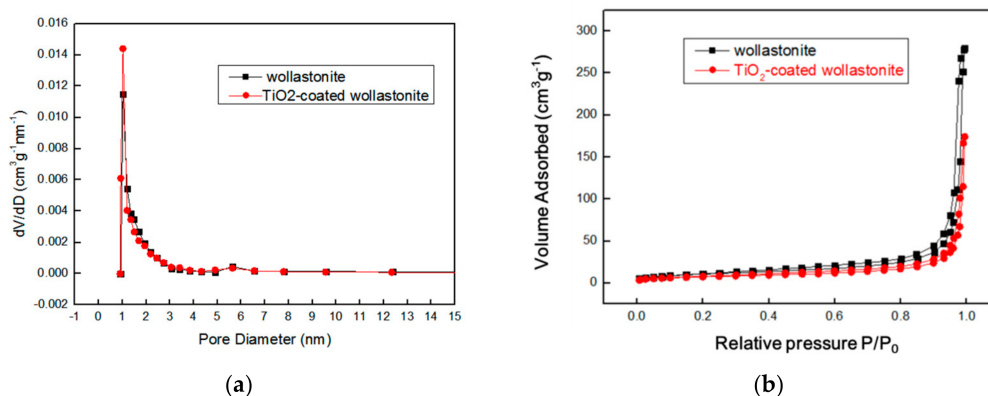 0.016
0.014
0.012
0.010
0.008
0.006
0.004
0.002
0.000
-0.002
dV/dD (cm³g⁻¹nm⁻¹)
wollastonite
TiO2-coated wollastonite
-1 0 1 2 3 4 5 6 7 8 9 10 11 12 13 14 15
Pore Diameter (nm)
(a)
300
250
200
150
100
50
0
Volume Adsorbed (cm³g⁻¹)
wollastonite
TiO₂-coated wollastonite
0.0 0.2 0.4 0.6 0.8 1.0
Relative pressure P/P₀
(b)